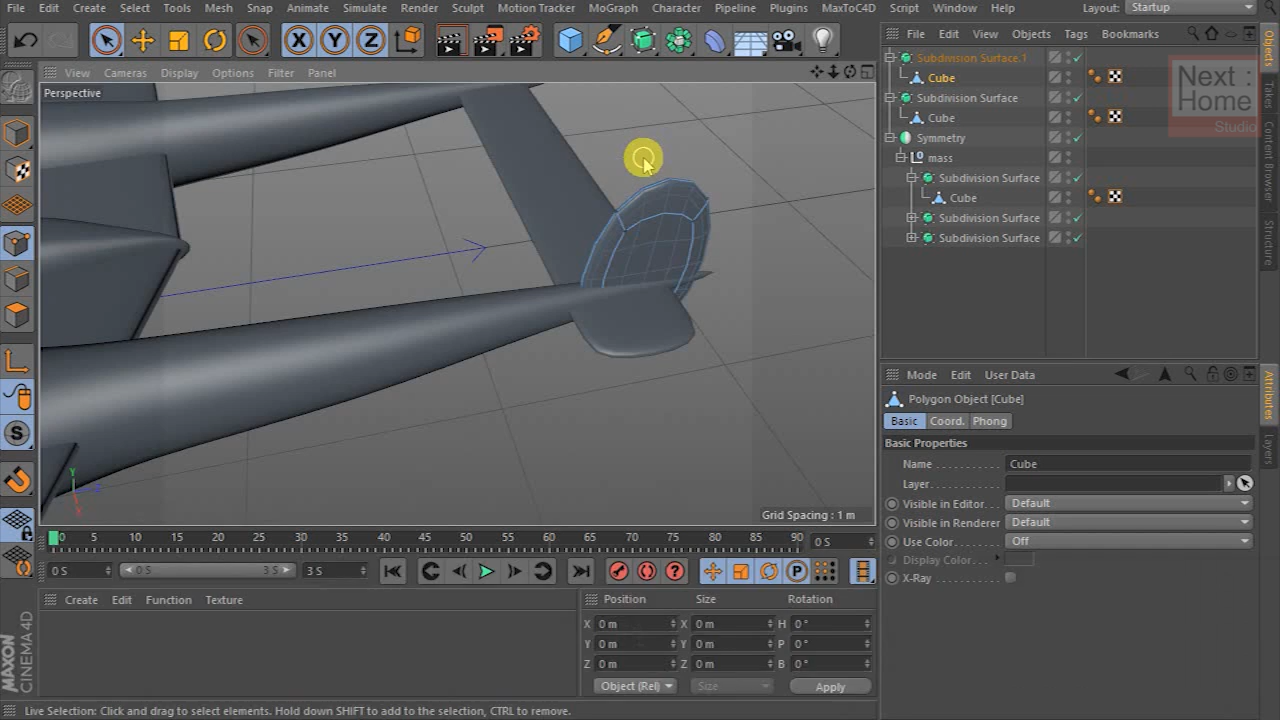 File Edit Create Select Tools Mesh Snap Animate Simulate Render Sculpt Motion Tracker MoGraph Character Pipeline Plugins MaxToC4D Script Window Help Layout: Startup
X Y Z
View Cameras Display Options Filter Panel
File Edit View Objects Tags Bookmarks
Perspective
Subdivision Surface.1
Cube
Subdivision Surface
Cube
Symmetry
mass
Subdivision Surface
Cube
Subdivision Surface
Subdivision Surface
Next :
Home
Studio
Objects
Takes
Content Browser
Structure
Mode Edit User Data
Polygon Object [Cube]
Basic Coord. Phong
Basic Properties
Name Cube
Layer
Visible in Editor Default
Visible in Renderer Default
Use Color Off
Display Color
X-Ray
Attributes
Layers
S
Y
Z
X
Grid Spacing : 1 m
0 5 10 15 20 25 30 35 40 45 50 55 60 65 70 75 80 85 90 0 S
0 S 0 S 3 S 3 S
P
Create Edit Function Texture
Position Size Rotation
X 0 m X 0 m H 0 °
Y 0 m Y 0 m P 0 °
Z 0 m Z 0 m B 0 °
Object (Rel) Size Apply
MAXON
CINEMA 4D
Live Selection: Click and drag to select elements. Hold down SHIFT to add to the selection, CTRL to remove.